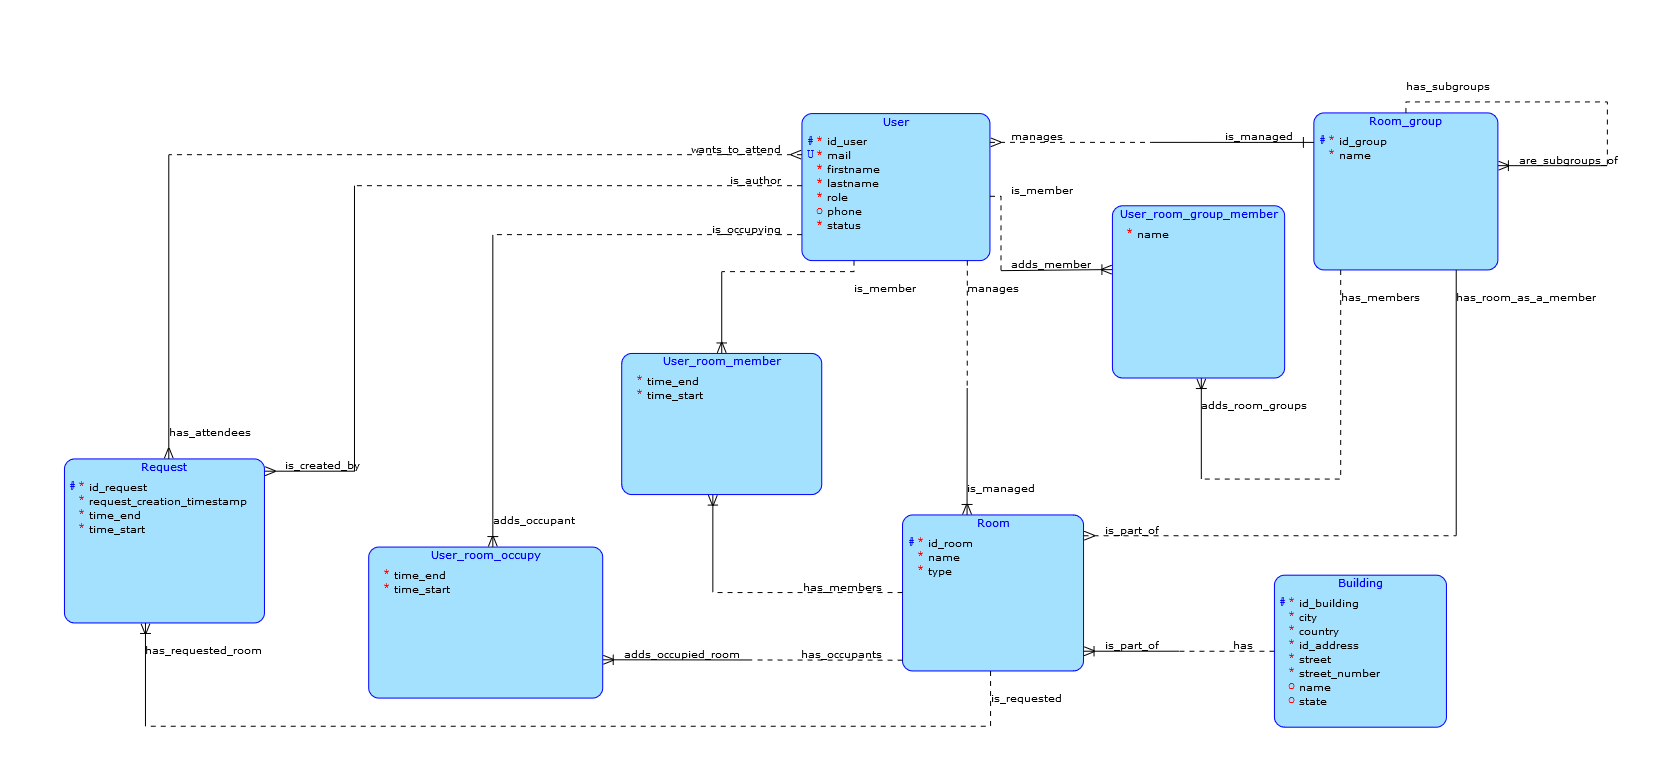 has_subgroups
User
# * id_user
U * mail
* firstname
* lastname
* role
o phone
* status
manages
is_managed
Room_group
# * id_group
* name
are_subgroups_of
wants_to_attend
is_author
is_occupying
is_member
User_room_group_member
* name
adds_member
is_member
manages
has_members
has_room_as_a_member
User_room_member
* time_end
* time_start
adds_room_groups
has_attendees
is_created_by
Request
# * id_request
* request_creation_timestamp
* time_end
* time_start
is_managed
adds_occupant
Room
# * id_room
* name
* type
is_part_of
User_room_occupy
* time_end
* time_start
has_members
Building
# * id_building
* city
* country
* id_address
* street
* street_number
o name
o state
has_requested_room
adds_occupied_room
has_occupants
is_part_of
has
is_requested